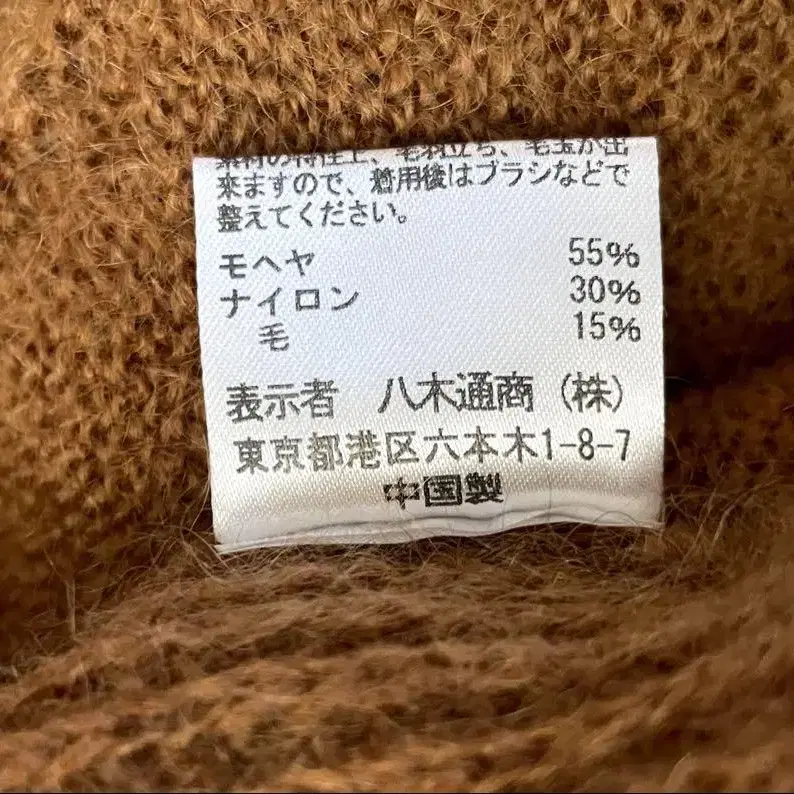 素材の特性上、毛羽立ち、毛玉が出
来ますので、着用後はブラシなどで
整えてください。
モヘヤ 55%
ナイロン 30%
毛 15%
表示者 八木通商(株)
東京都港区六本木1-8-7
中国製